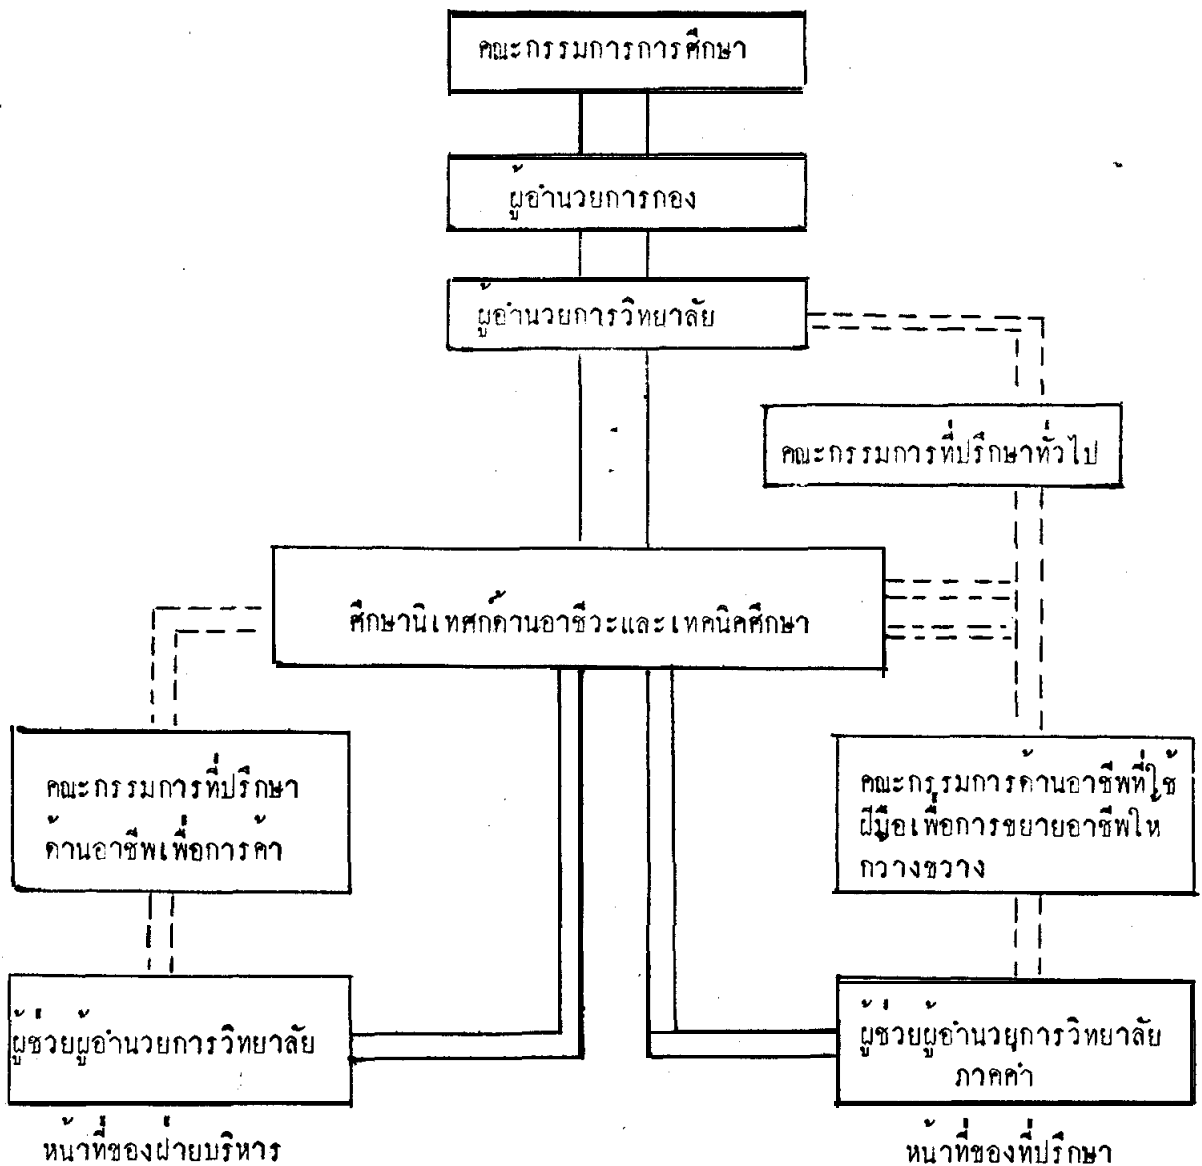 คณะกรรมการการศึกษา
ผู้อำนวยการกอง
ผู้อำนวยการวิทยาลัย
คณะกรรมการที่ปรึกษาทั่วไป
ศึกษานิเทศก์ด้านอาชีวะและเทคนิคศึกษา
คณะกรรมการที่ปรึกษา
ด้านอาชีพเพื่อการค้า
คณะกรรมการด้านอาชีพที่ใช้
ฝีมือเพื่อการขยายอาชีพให้
กวางขวาง
ผู้ช่วยผู้อำนวยการวิทยาลัย
ผู้ช่วยผู้อำนวยการวิทยาลัย
ภาคค่ำ
หน้าที่ของฝ่ายบริหาร
หน้าที่ของที่ปรึกษา